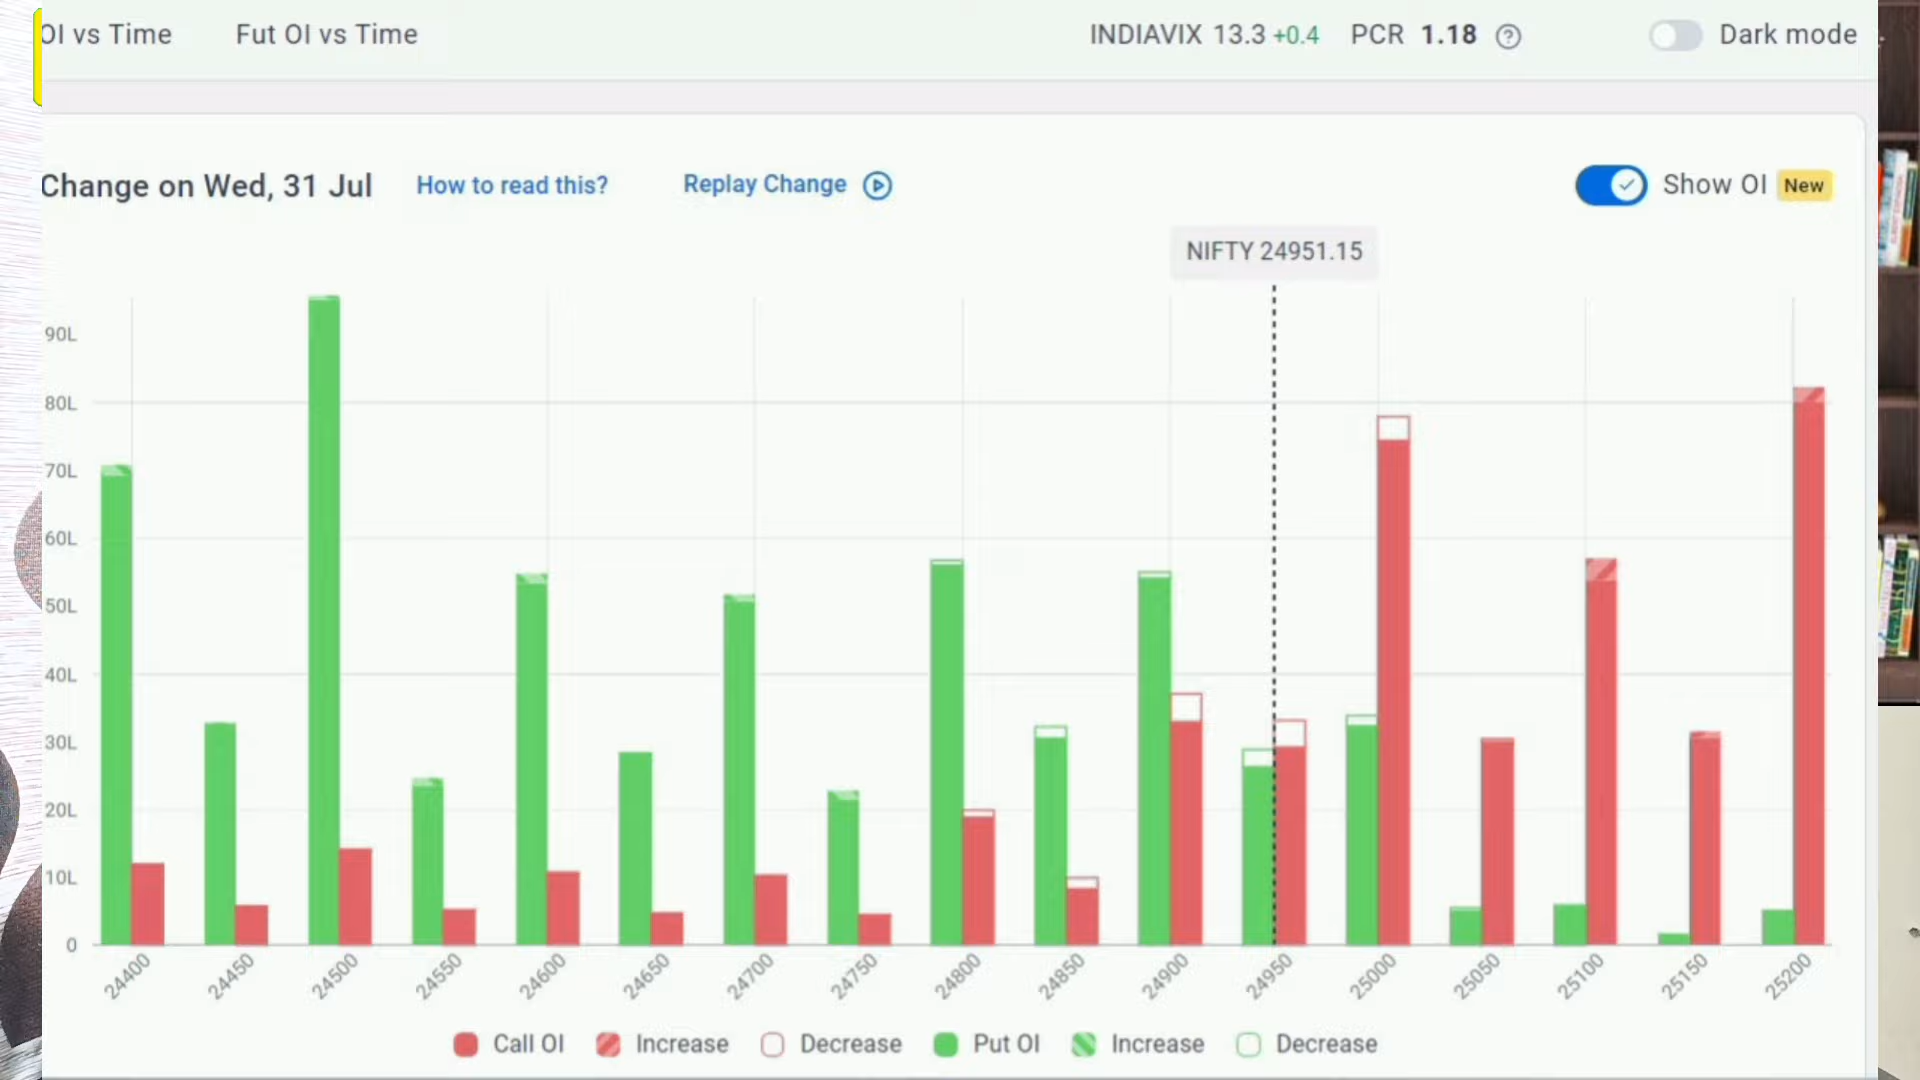 OI vs Time Fut OI vs Time INDIAVIX 13.3 +0.4 PCR 1.18 ? Dark mode
Change on Wed, 31 Jul How to read this? Replay Change Show OI New
NIFTY 24951.15
90L
80L
70L
60L
50L
40L
30L
20L
10L
0
24400 24450 24500 24550 24600 24650 24700 24750 24800 24850 24900 24950 25000 25050 25100 25150 25200
Call OI Increase Decrease Put OI Increase Decrease